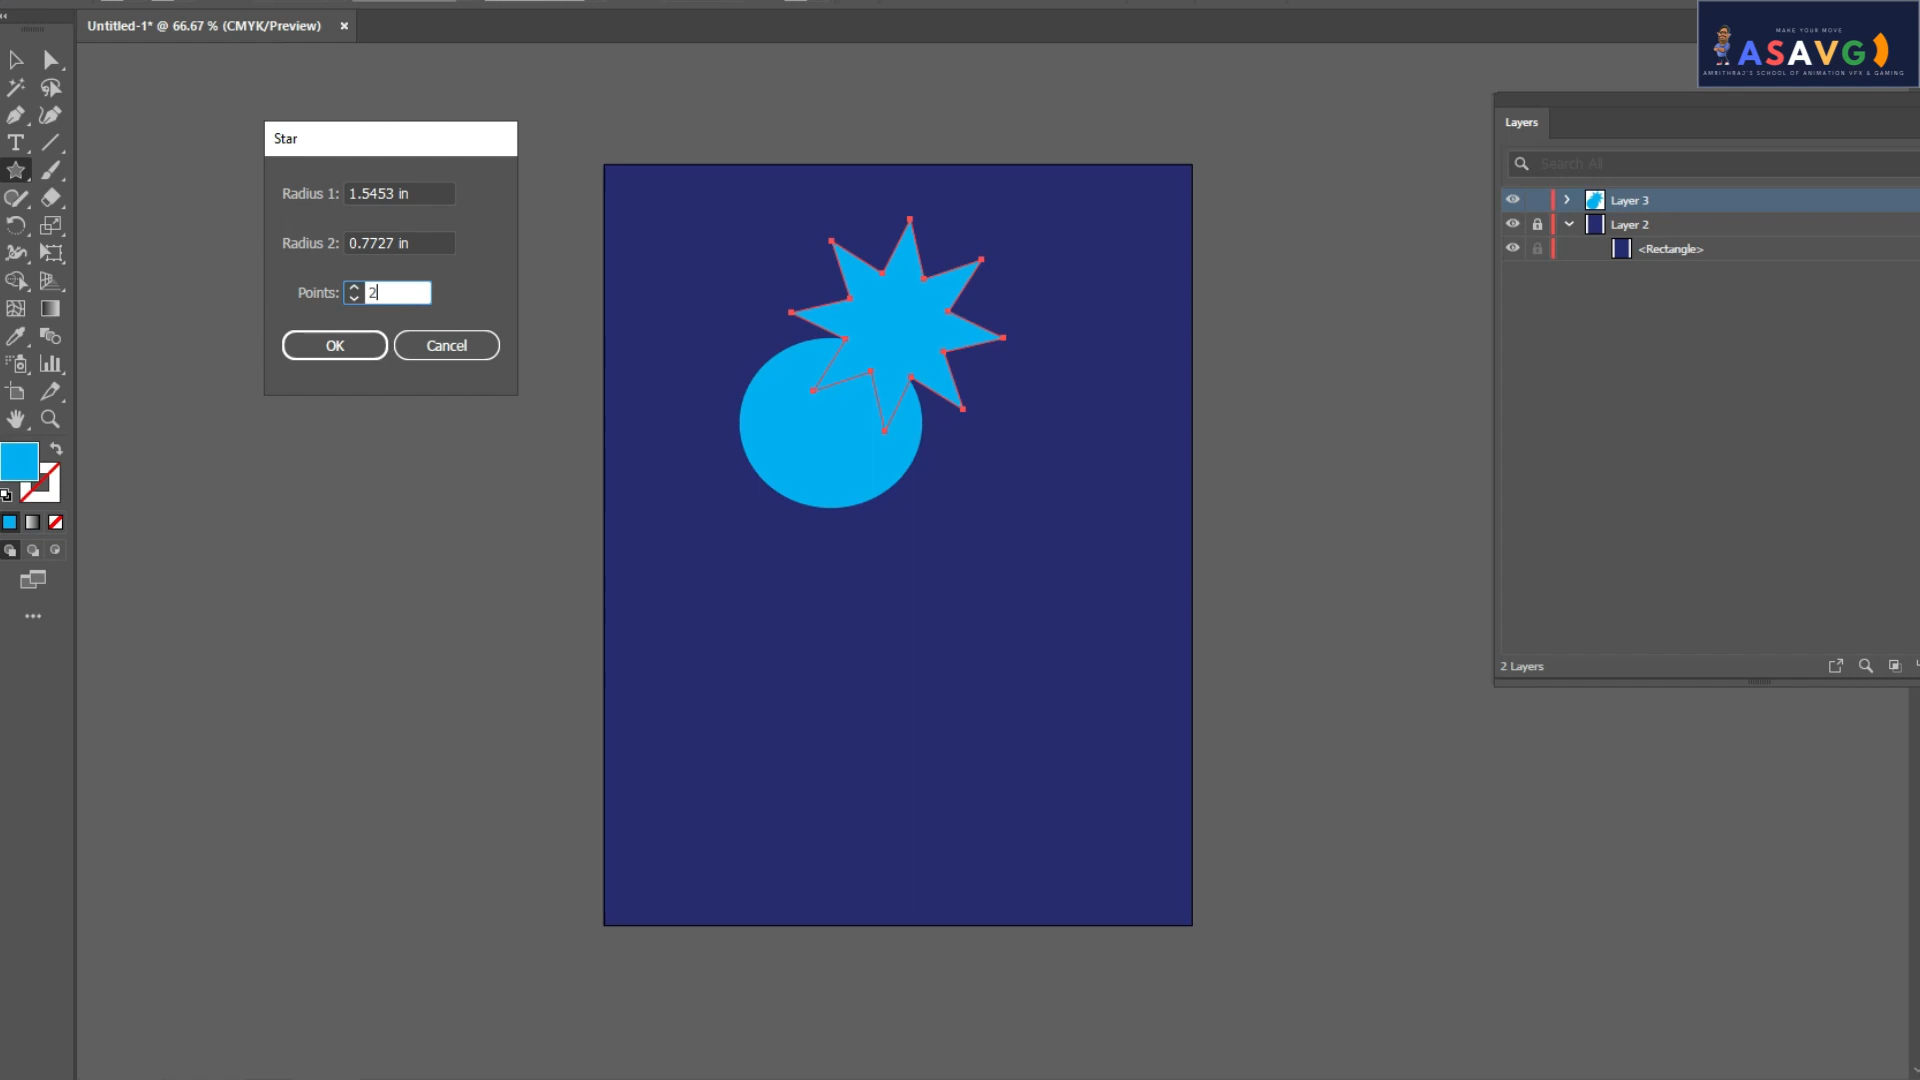 Untitled-1* @ 66.67 % (CMYK/Preview) ×
MAKE YOUR MOVE
ASAVG
AMRITHRAJ'S SCHOOL OF ANIMATION VFX & GAMING
Star
Radius 1: 1.5453 in
Radius 2: 0.7727 in
Points: 2
OK Cancel
Layers
Search All
Layer 3
Layer 2
<Rectangle>
2 Layers